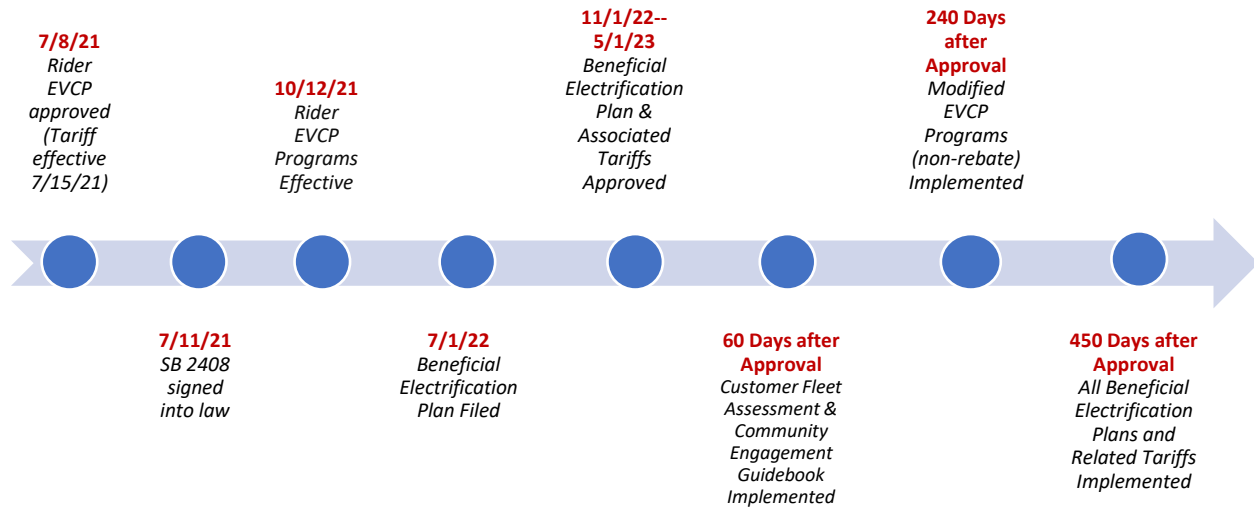 7/8/21
Rider
EVCP
approved
(Tariff
effective
7/15/21)
7/11/21
SB 2408
signed
into law
10/12/21
Rider
EVCP
Programs
Effective
7/1/22
Beneficial
Electrification
Plan Filed
11/1/22--
5/1/23
Beneficial
Electrification
Plan &
Associated
Tariffs
Approved
60 Days after
Approval
Customer Fleet
Assessment &
Community
Engagement
Guidebook
Implemented
240 Days
after
Approval
Modified
EVCP
Programs
(non-rebate)
Implemented
450 Days after
Approval
All Beneficial
Electrification
Plans and
Related Tariffs
Implemented